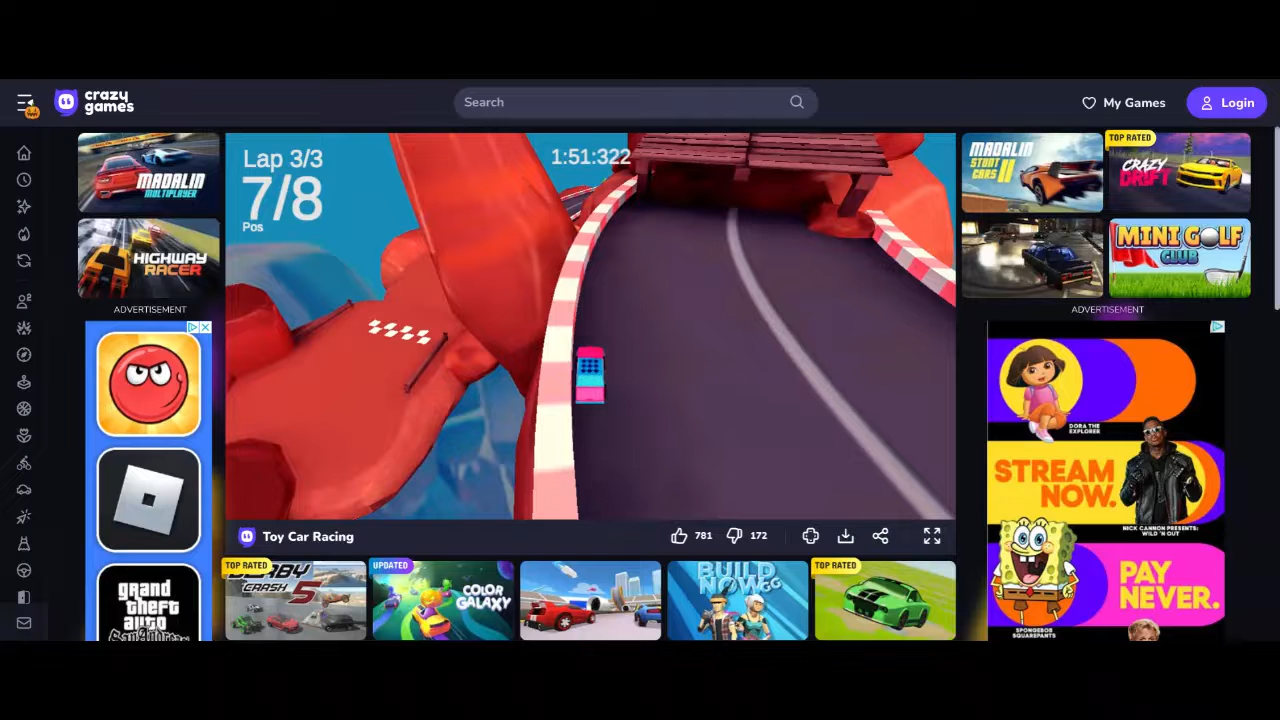 crazy games
Search
My Games
Login
MADALIN
MULTIPLAYER
HIGHWAY
RACER
ADVERTISEMENT
grand
theft
auto
San Andreas
Lap 3/3
7/8
Pos
1:51:322
Toy Car Racing
781
172
TOP RATED
DERBY
CRASH 5
UPDATED
COLOR
GALAXY
BUILD
NOW GG
TOP RATED
MADALIN
STUNT
CARS II
TOP RATED
CRAZY
DRIFT
MINI GOLF
CLUB
ADVERTISEMENT
DORA THE
EXPLORER
STREAM
NOW.
NICK CANNON PRESENTS:
WILD 'N OUT
PAY
NEVER.
SPONGEBOB
SQUAREPANTS